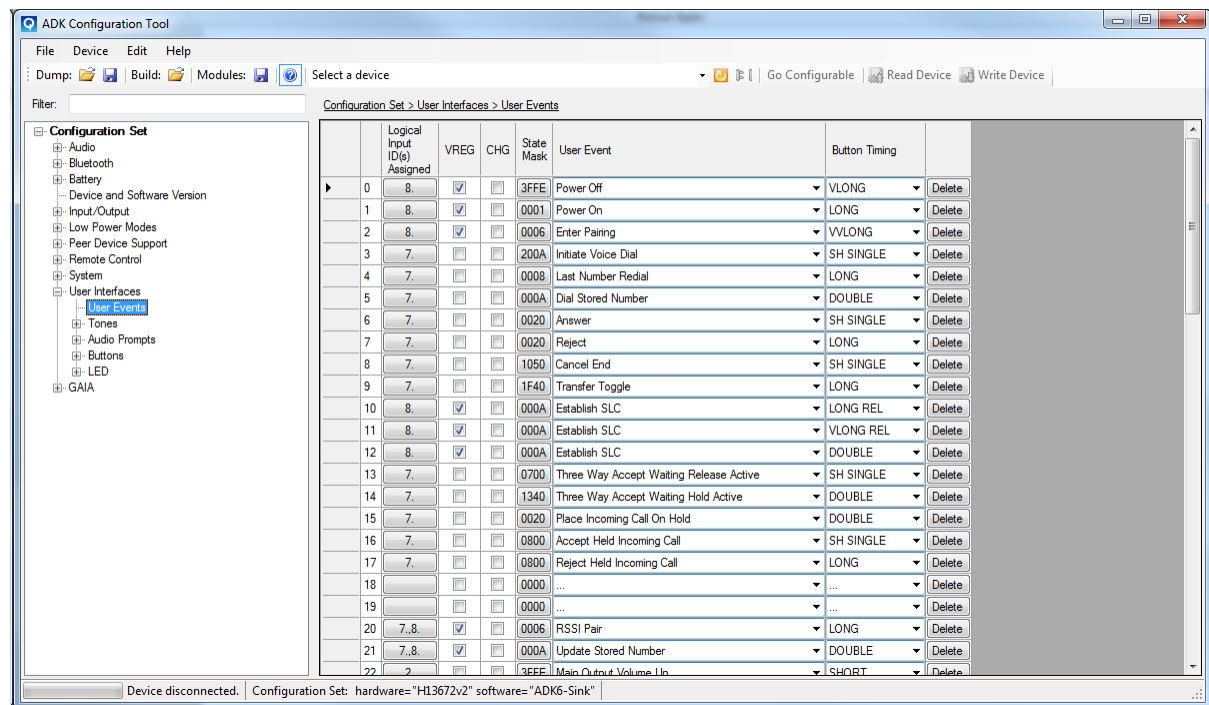 ADK Configuration Tool
File Device Edit Help
Dump: Build: Modules: Select a device Go Configurable Read Device Write Device
Filter:
Configuration Set > User Interfaces > User Events
Configuration Set
Audio
Bluetooth
Battery
Device and Software Version
Input/Output
Low Power Modes
Peer Device Support
Remote Control
System
User Interfaces
User Events
Tones
Audio Prompts
Buttons
LED
GAIA
Logical Input ID(s) Assigned VREG CHG State Mask User Event Button Timing
0 8. 3FFE Power Off VLONG Delete
1 8. 0001 Power On LONG Delete
2 8. 0006 Enter Pairing VVLONG Delete
3 7. 200A Initiate Voice Dial SH SINGLE Delete
4 7. 0008 Last Number Redial LONG Delete
5 7. 000A Dial Stored Number DOUBLE Delete
6 7. 0020 Answer SH SINGLE Delete
7 7. 0020 Reject LONG Delete
8 7. 1050 Cancel End SH SINGLE Delete
9 7. 1F40 Transfer Toggle LONG Delete
10 8. 000A Establish SLC LONG REL Delete
11 8. 000A Establish SLC VLONG REL Delete
12 8. 000A Establish SLC DOUBLE Delete
13 7. 0700 Three Way Accept Waiting Release Active SH SINGLE Delete
14 7. 1340 Three Way Accept Waiting Hold Active DOUBLE Delete
15 7. 0020 Place Incoming Call On Hold DOUBLE Delete
16 7. 0800 Accept Held Incoming Call SH SINGLE Delete
17 7. 0800 Reject Held Incoming Call LONG Delete
18 0000 ... ... Delete
19 0000 ... ... Delete
20 7.,8. 0006 RSSI Pair LONG Delete
21 7.,8. 000A Update Stored Number DOUBLE Delete
22 2 3FFE Main Output Volume Up SHORT Delete
Device disconnected. Configuration Set: hardware="H13672v2" software="ADK6-Sink"